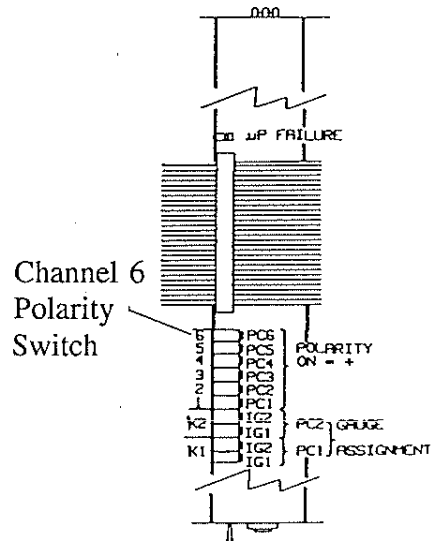 µP FAILURE
Channel 6
Polarity
Switch
6 PC6
5 PC5 POLARITY
4 PC4 ON = +
3 PC3
2 PC2
1 PC1
K2 IG2 PC2 GAUGE
IG1
K1 IG2 PC1 ASSIGNMENT
IG1